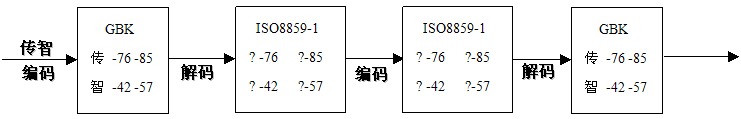 传智
编码
GBK
传 -76 -85
智 -42 -57
解码
ISO8859-1
? -76 ?-85
? -42 ?-57
编码
ISO8859-1
? -76 ?-85
? -42 ?-57
解码
GBK
传 -76 -85
智 -42 -57